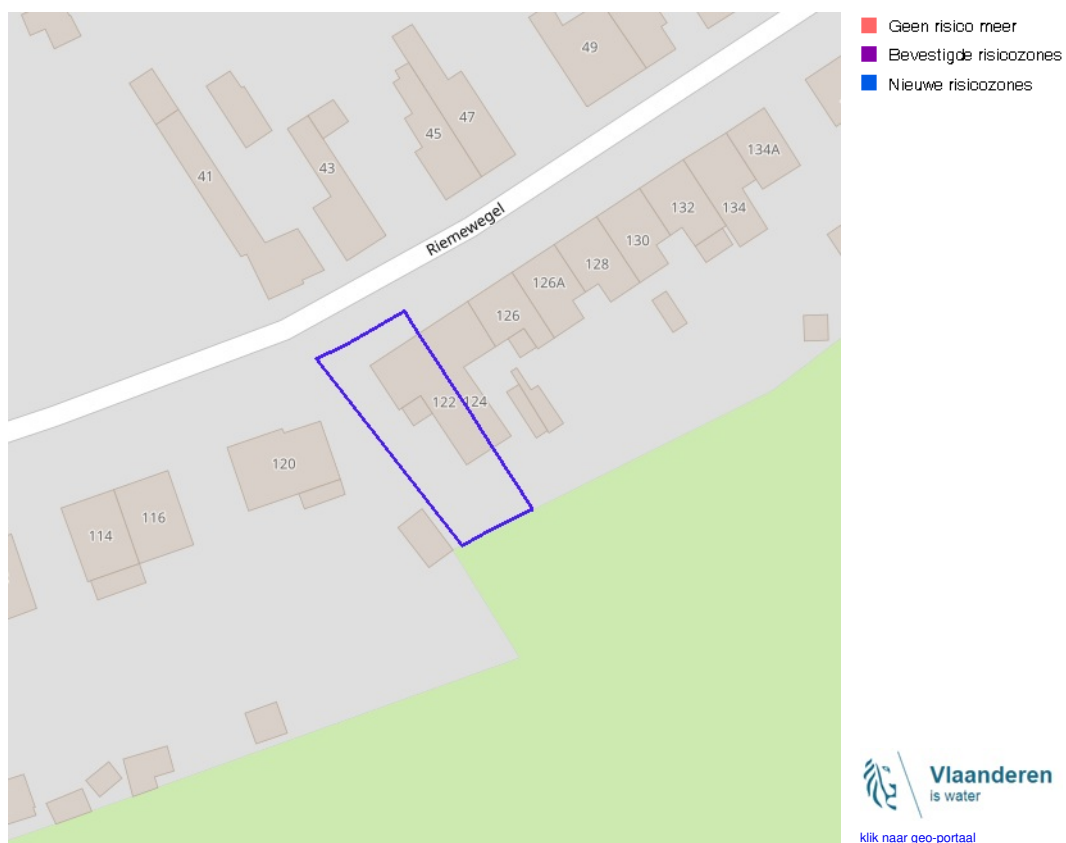 Geen risico meer
Bevestigde risicozones
Nieuwe risicozones
49
47
45
43
41
134A
134
132
130
128
126A
126
Riemewegel
122 124
120
116
114
Vlaanderen
is water
klik naar geo-portaal